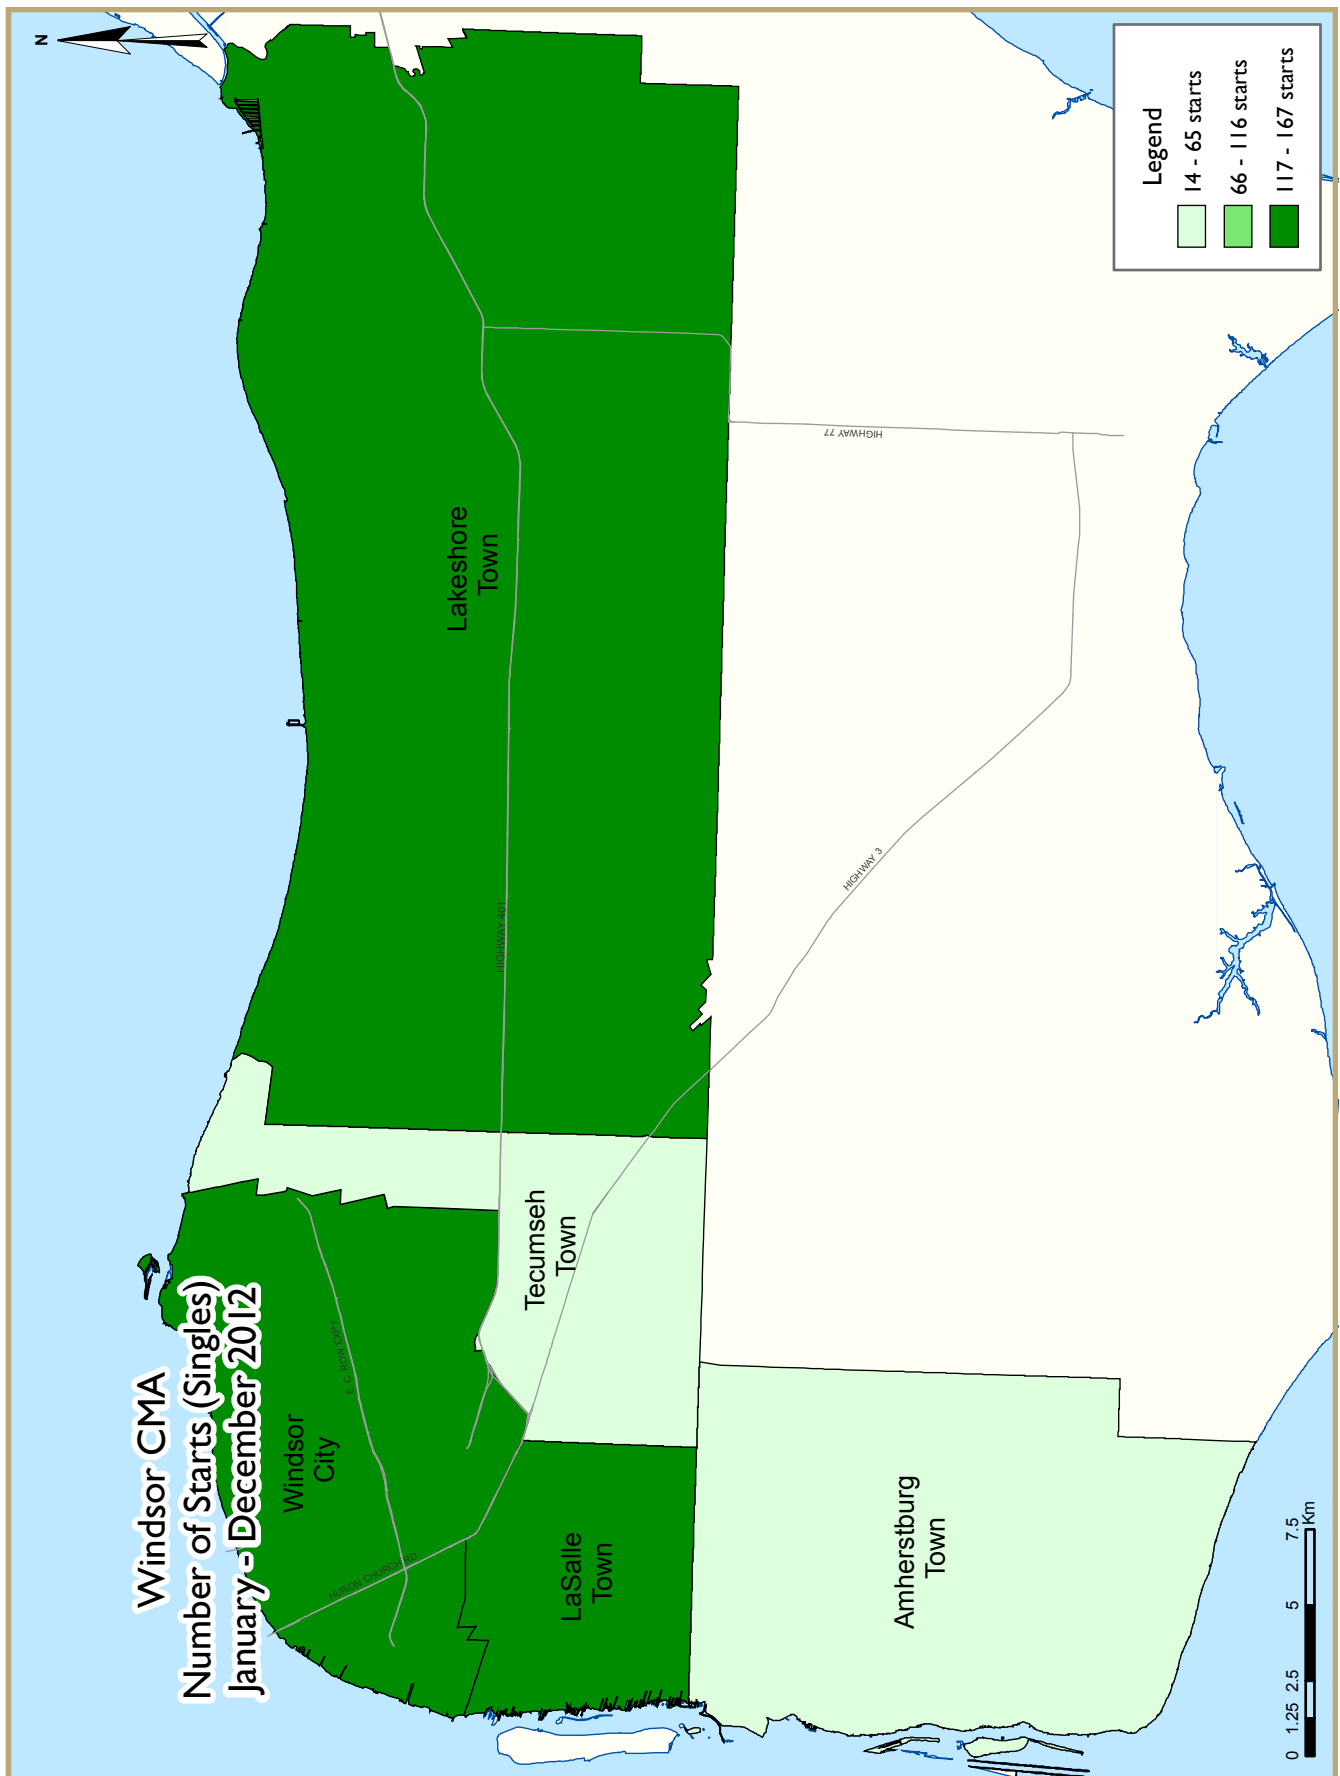 Windsor CMA
Number of Starts (Singles)
January - December 2012
N
Windsor
City
LaSalle
Town
Tecumseh
Town
Lakeshore
Town
Amherstburg
Town
E. C. ROW EXPY
HURON CHURCH RD
HIGHWAY 401
HIGHWAY 3
HIGHWAY 77
Legend
14 - 65 starts
66 - 116 starts
117 - 167 starts
0 1.25 2.5 5 7.5
Km